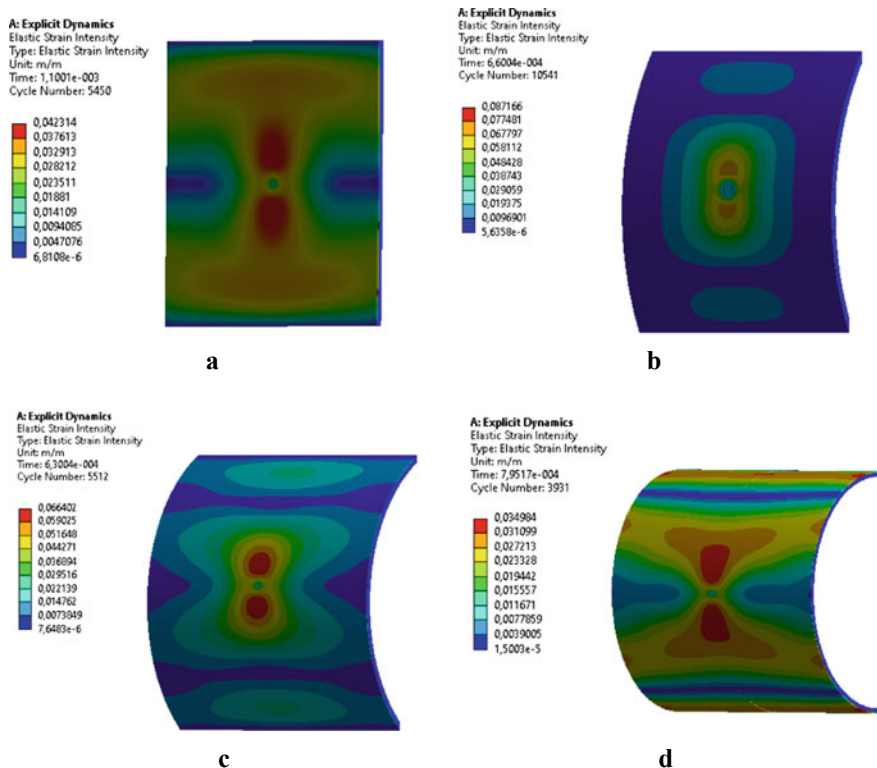 A: Explicit Dynamics
Elastic Strain Intensity
Type: Elastic Strain Intensity
Unit: m/m
Time: 1,1001e-003
Cycle Number: 5450
0,042314
0,037613
0,032913
0,028212
0,023511
0,01881
0,014109
0,0094085
0,0047076
6,8108e-6
a
A: Explicit Dynamics
Elastic Strain Intensity
Type: Elastic Strain Intensity
Unit: m/m
Time: 6,6004e-004
Cycle Number: 10541
0,087166
0,077481
0,067797
0,058112
0,048428
0,038743
0,029059
0,019375
0,0096901
5,6358e-6
b
A: Explicit Dynamics
Elastic Strain Intensity
Type: Elastic Strain Intensity
Unit: m/m
Time: 6,3004e-004
Cycle Number: 5512
0,066402
0,059025
0,051648
0,044271
0,036894
0,029516
0,022139
0,014762
0,0073849
7,6483e-6
c
A: Explicit Dynamics
Elastic Strain Intensity
Type: Elastic Strain Intensity
Unit: m/m
Time: 7,9517e-004
Cycle Number: 3931
0,034984
0,031099
0,027213
0,023328
0,019442
0,015557
0,011671
0,0077859
0,0039005
1,5003e-5
d